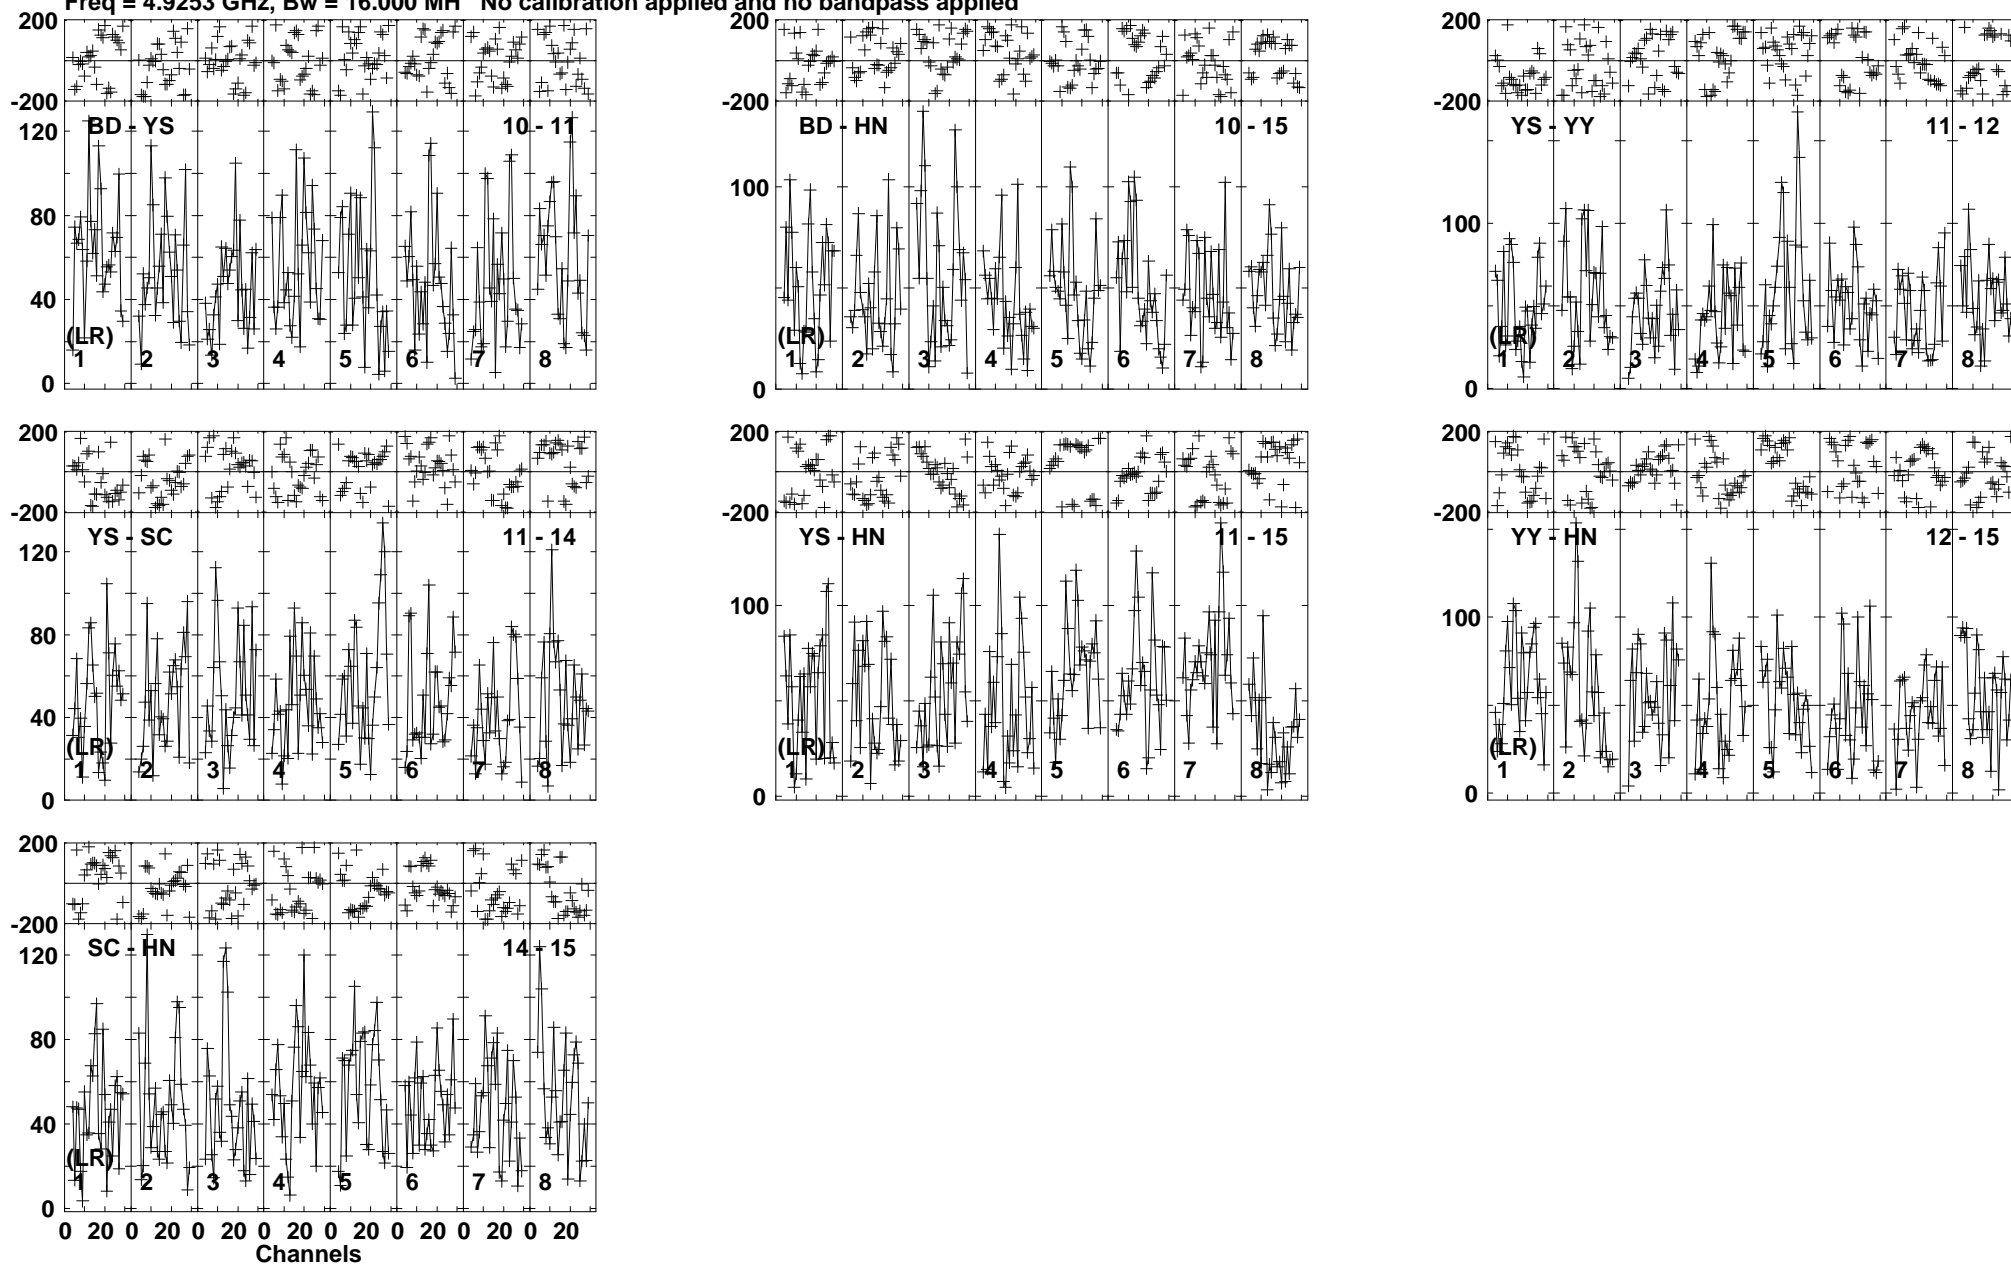 Freq = 4.9253 GHz, Bw = 16.000 MH No calibration applied and no bandpass applied
200 200 200
-200 -200 -200
BD - YS 10 - 11 BD - HN 10 - 15 YS - YY 11 - 12
120
100
100
80
40
(LR) (LR) (LR)
1 2 3 4 5 6 7 8 1 2 3 4 5 6 7 8 1 2 3 4 5 6 7 8
0 0 0
200 200 200
-200 -200 -200
YS - SC 11 - 14 YS - HN 11 - 15 YY - HN 12 - 15
120
100 100
80
40
(LR) (LR) (LR)
1 2 3 4 5 6 7 8 1 2 3 4 5 6 7 8 1 2 3 4 5 6 7 8
0 0 0
200
-200
SC - HN 14 - 15
120
80
40
(LR)
1 2 3 4 5 6 7 8
0
0 20 0 20 0 20 0 20 0 20 0 20 0 20 0 20
Channels